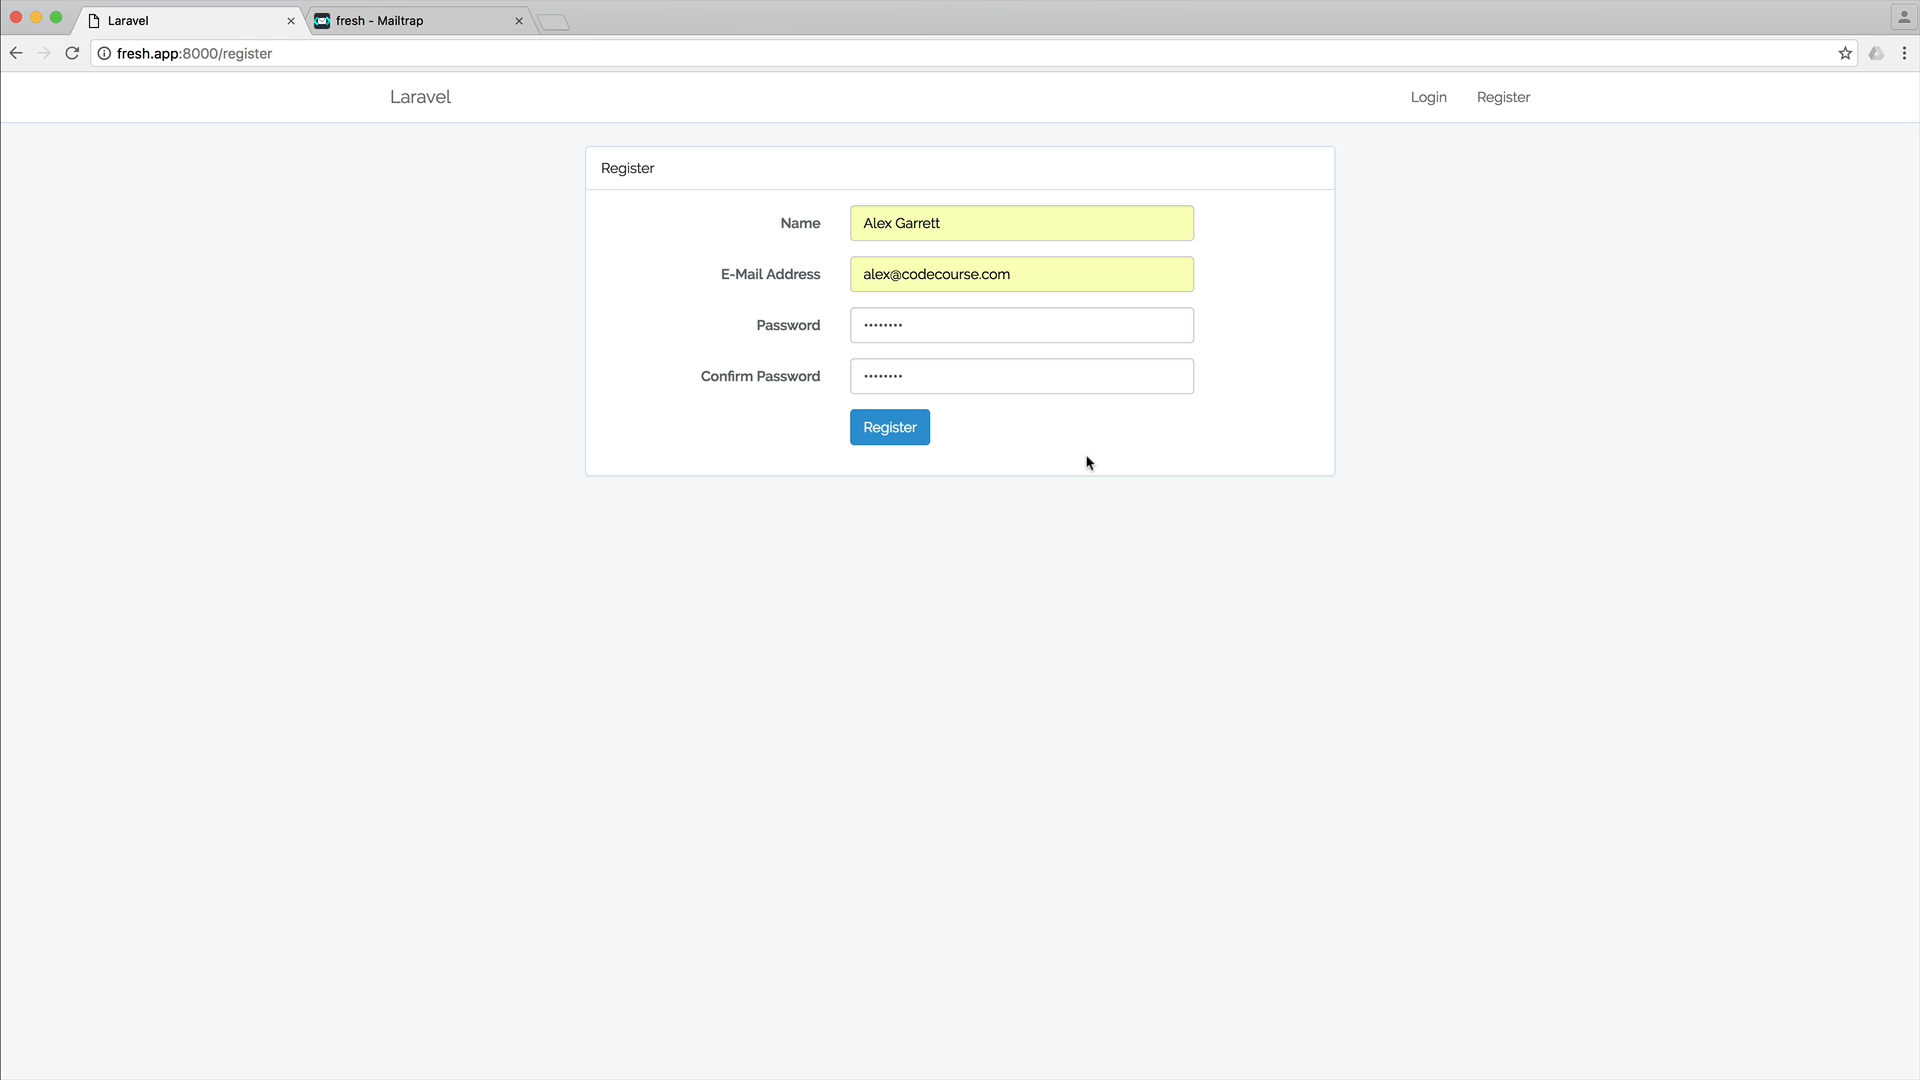 Laravel
fresh - Mailtrap
fresh.app:8000/register
Laravel
Login
Register
Register
Name
Alex Garrett
E-Mail Address
alex@codecourse.com
Password
••••••••
Confirm Password
••••••••
Register